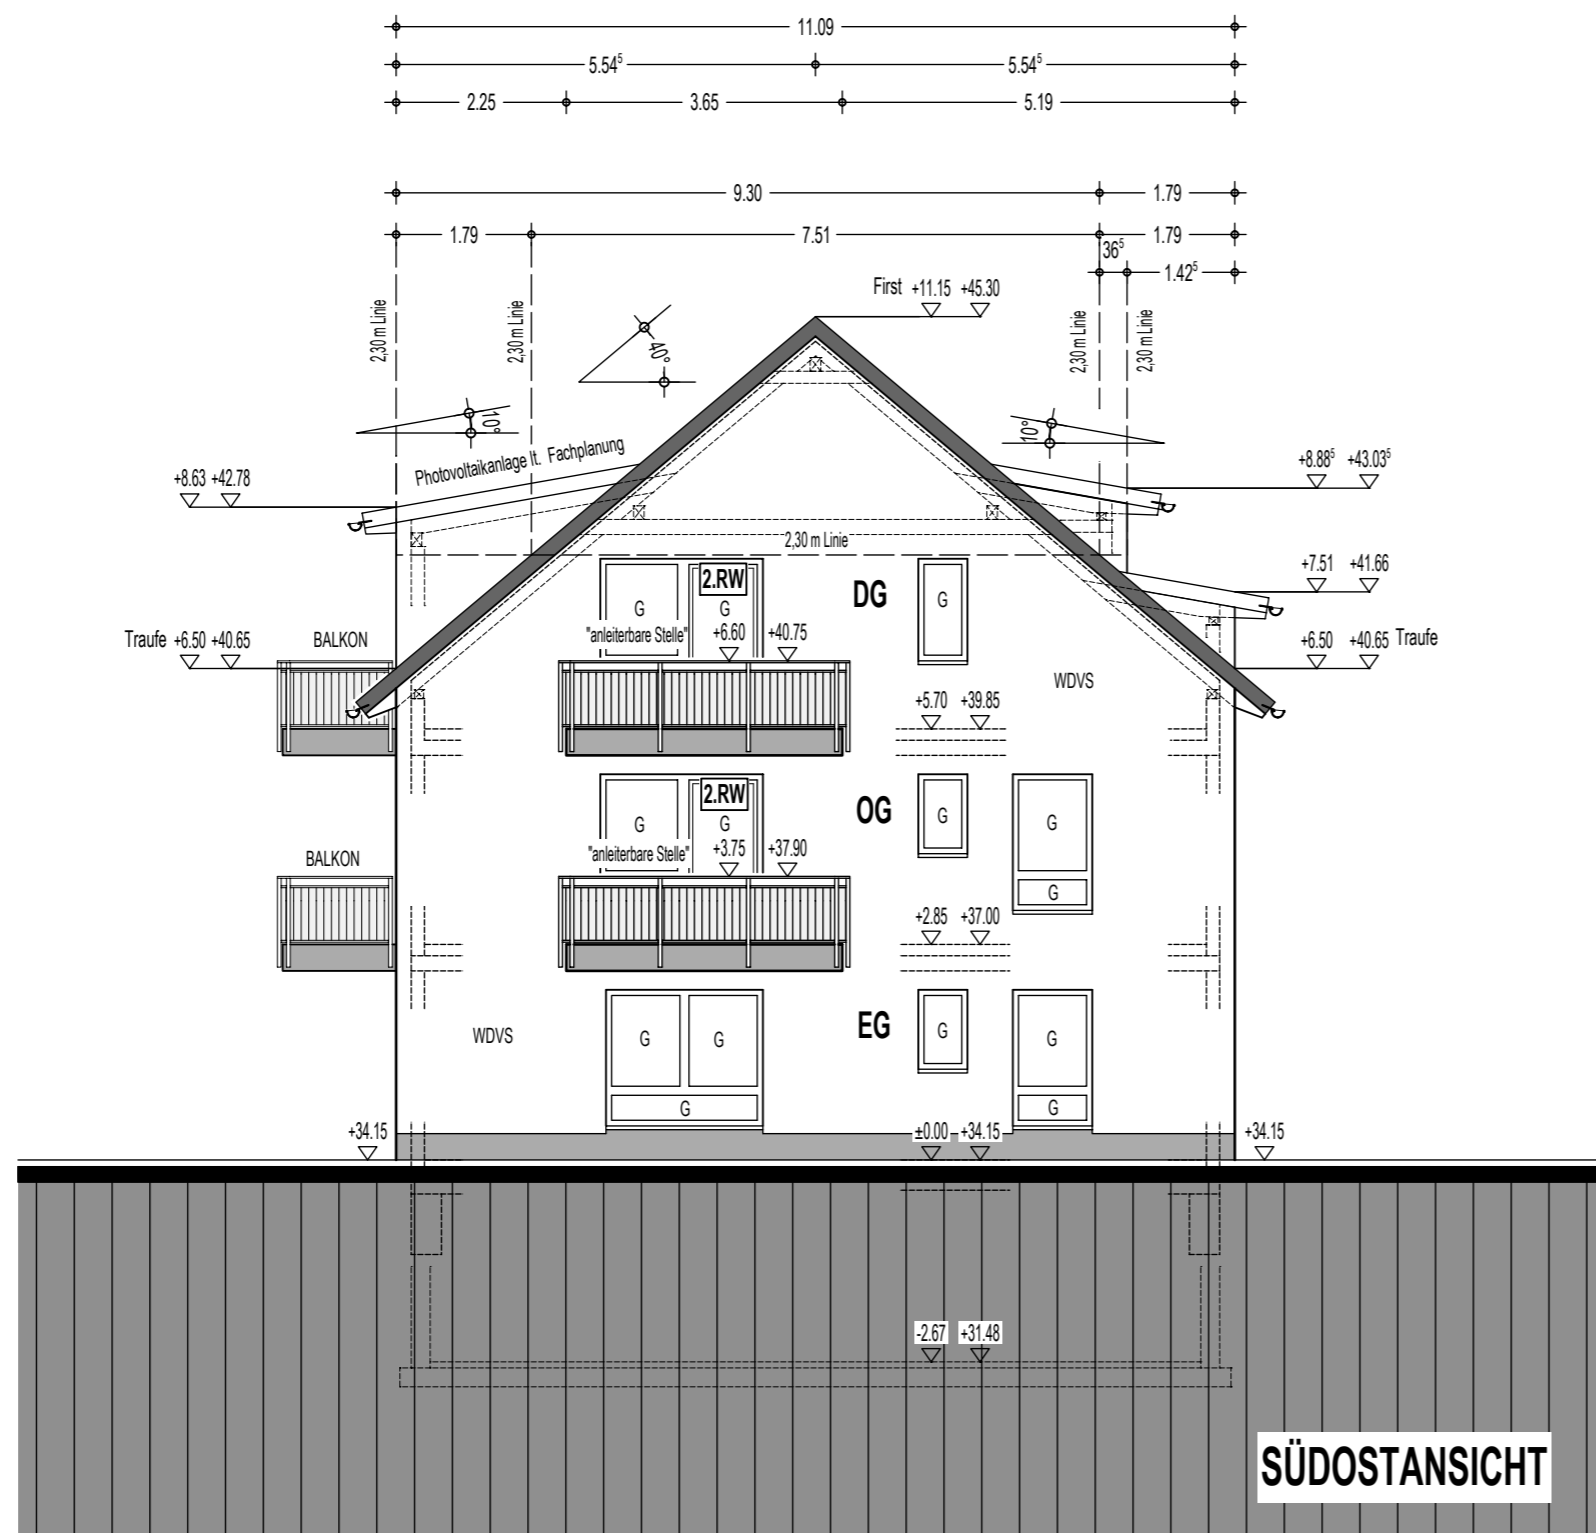 11.09
5.54⁵ 5.54⁵
2.25 3.65 5.19
9.30 1.79
1.79 7.51 1.79
36⁵
1.42⁵
First +11.15 +45.30
2,30 m Linie
2,30 m Linie
2,30 m Linie
2,30 m Linie
40°
10°
10°
Photovoltaikanlage lt. Fachplanung
+8.63 +42.78
+8.88⁵ +43.03⁵
2,30 m Linie
+7.51 +41.66
2.RW
DG
G G G
"anleiterbare Stelle" +6.60 +40.75
Traufe +6.50 +40.65
BALKON
+6.50 +40.65 Traufe
WDVS
+5.70 +39.85
2.RW
OG
G G G G
"anleiterbare Stelle" +3.75 +37.90
BALKON
G
+2.85 +37.00
EG
WDVS
G G G G
G G
+34.15 ±0.00 +34.15 +34.15
-2.67 +31.48
SÜDOSTANSICHT